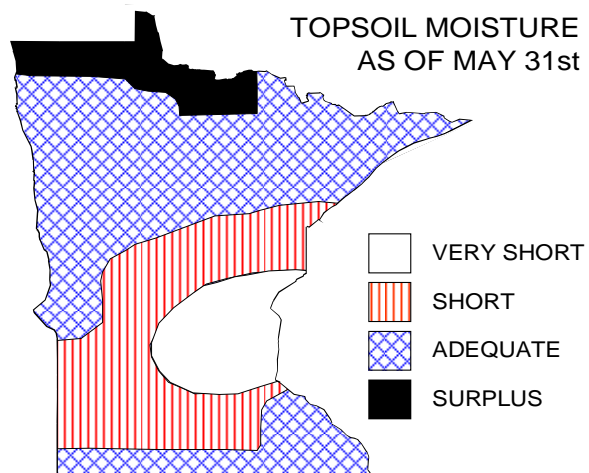 TOPSOIL MOISTURE
AS OF MAY 31st
VERY SHORT
SHORT
ADEQUATE
SURPLUS